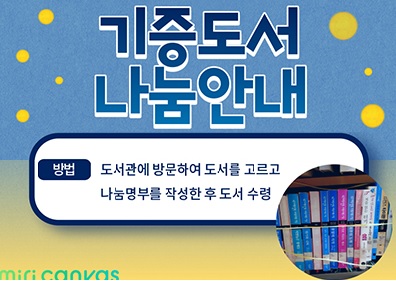 기증도서
나눔안내
방법 도서관에 방문하여 도서를 고르고
나눔명부를 작성한 후 도서 수령
miri canvas